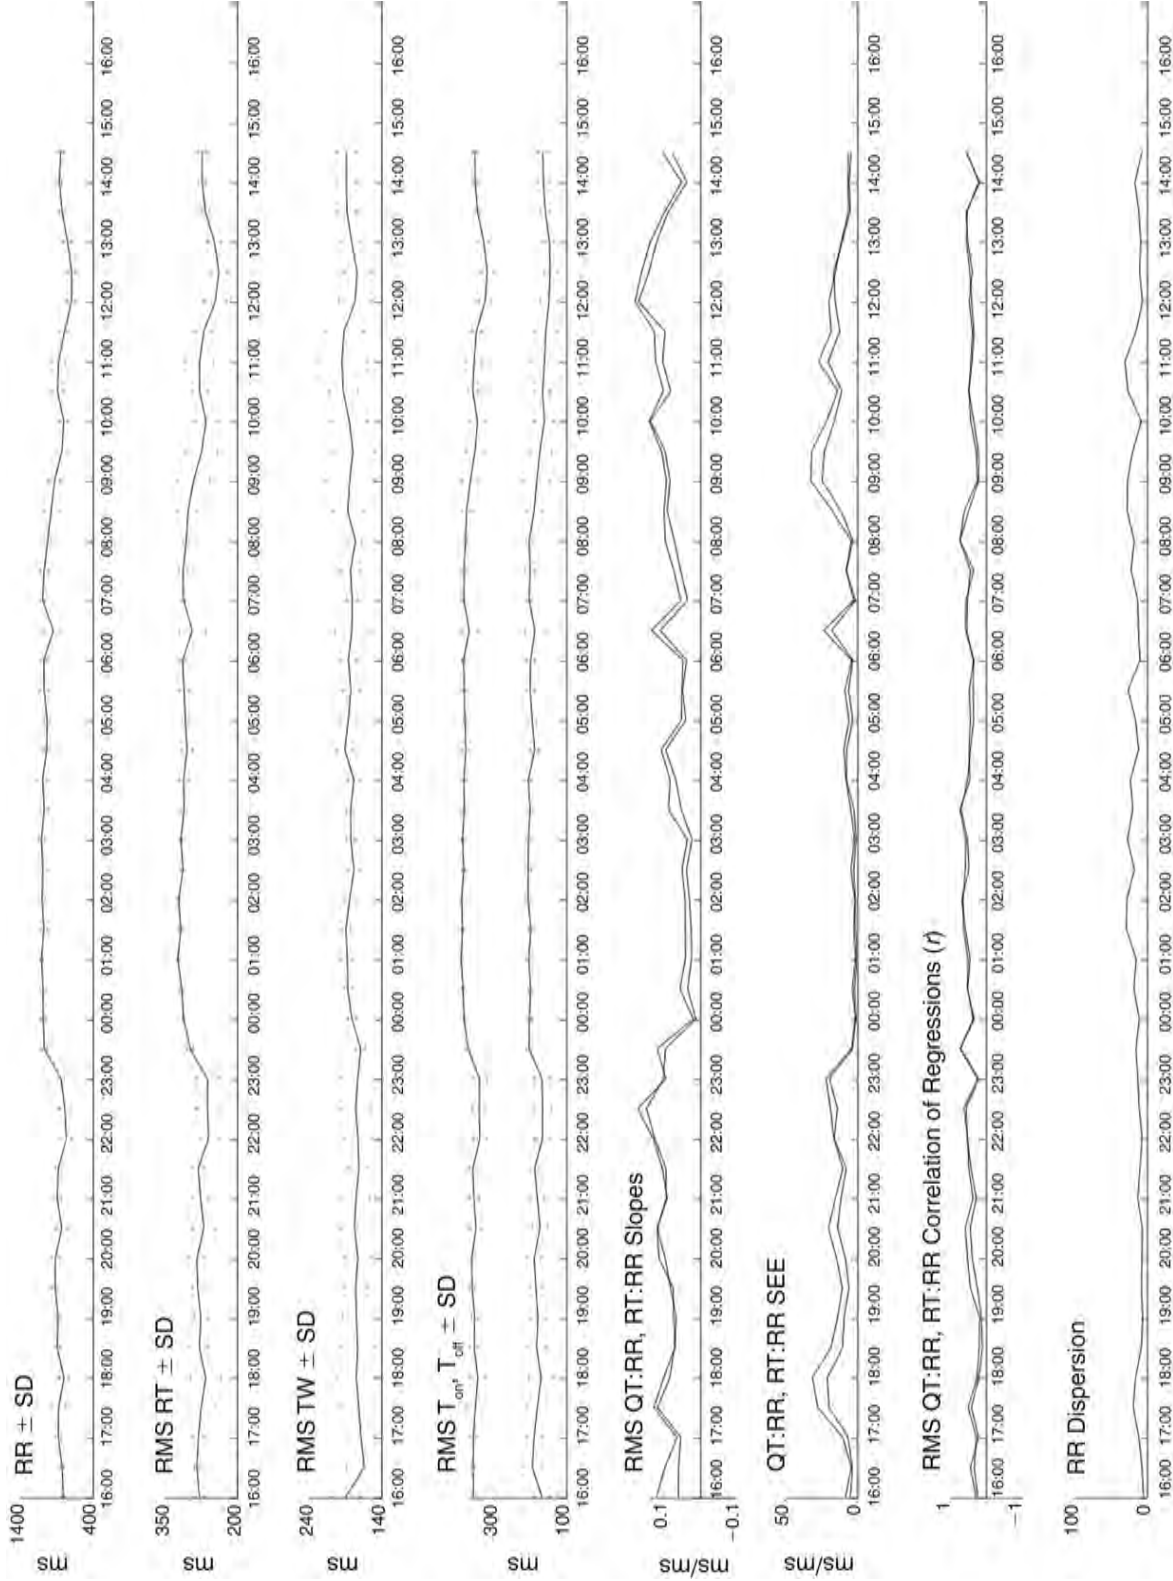 RR ± SD
1400
400
ms
16:00 17:00 18:00 19:00 20:00 21:00 22:00 23:00 00:00 01:00 02:00 03:00 04:00 05:00 06:00 07:00 08:00 09:00 10:00 11:00 12:00 13:00 14:00 15:00 16:00
RMS RT ± SD
350
200
ms
16:00 17:00 18:00 19:00 20:00 21:00 22:00 23:00 00:00 01:00 02:00 03:00 04:00 05:00 06:00 07:00 08:00 09:00 10:00 11:00 12:00 13:00 14:00 15:00 16:00
RMS TW ± SD
240
140
ms
16:00 17:00 18:00 19:00 20:00 21:00 22:00 23:00 00:00 01:00 02:00 03:00 04:00 05:00 06:00 07:00 08:00 09:00 10:00 11:00 12:00 13:00 14:00 15:00 16:00
RMS Ton, Toff ± SD
300
100
ms
16:00 17:00 18:00 19:00 20:00 21:00 22:00 23:00 00:00 01:00 02:00 03:00 04:00 05:00 06:00 07:00 08:00 09:00 10:00 11:00 12:00 13:00 14:00 15:00 16:00
RMS QT:RR, RT:RR Slopes
0.1
−0.1
ms/ms
16:00 17:00 18:00 19:00 20:00 21:00 22:00 23:00 00:00 01:00 02:00 03:00 04:00 05:00 06:00 07:00 08:00 09:00 10:00 11:00 12:00 13:00 14:00 15:00 16:00
QT:RR, RT:RR SEE
50
0
ms/ms
16:00 17:00 18:00 19:00 20:00 21:00 22:00 23:00 00:00 01:00 02:00 03:00 04:00 05:00 06:00 07:00 08:00 09:00 10:00 11:00 12:00 13:00 14:00 15:00 16:00
RMS QT:RR, RT:RR Correlation of Regressions (r)
1
−1
16:00 17:00 18:00 19:00 20:00 21:00 22:00 23:00 00:00 01:00 02:00 03:00 04:00 05:00 06:00 07:00 08:00 09:00 10:00 11:00 12:00 13:00 14:00 15:00 16:00
RR Dispersion
100
0
16:00 17:00 18:00 19:00 20:00 21:00 22:00 23:00 00:00 01:00 02:00 03:00 04:00 05:00 06:00 07:00 08:00 09:00 10:00 11:00 12:00 13:00 14:00 15:00 16:00